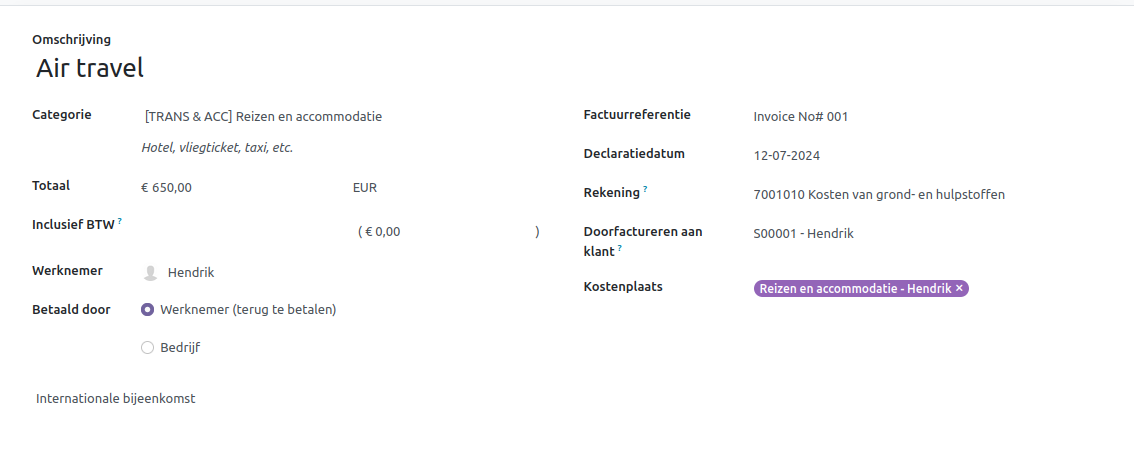 Omschrijving
Air travel
Categorie [TRANS & ACC] Reizen en accommodatie
Hotel, vliegticket, taxi, etc.
Totaal € 650,00 EUR
Inclusief BTW ? ( € 0,00 )
Werknemer Hendrik
Betaald door Werknemer (terug te betalen)
Bedrijf
Factuurreferentie Invoice No# 001
Declaratiedatum 12-07-2024
Rekening ? 7001010 Kosten van grond- en hulpstoffen
Doorfactureren aan S00001 - Hendrik
klant ?
Kostenplaats Reizen en accommodatie - Hendrik ×
Internationale bijeenkomst